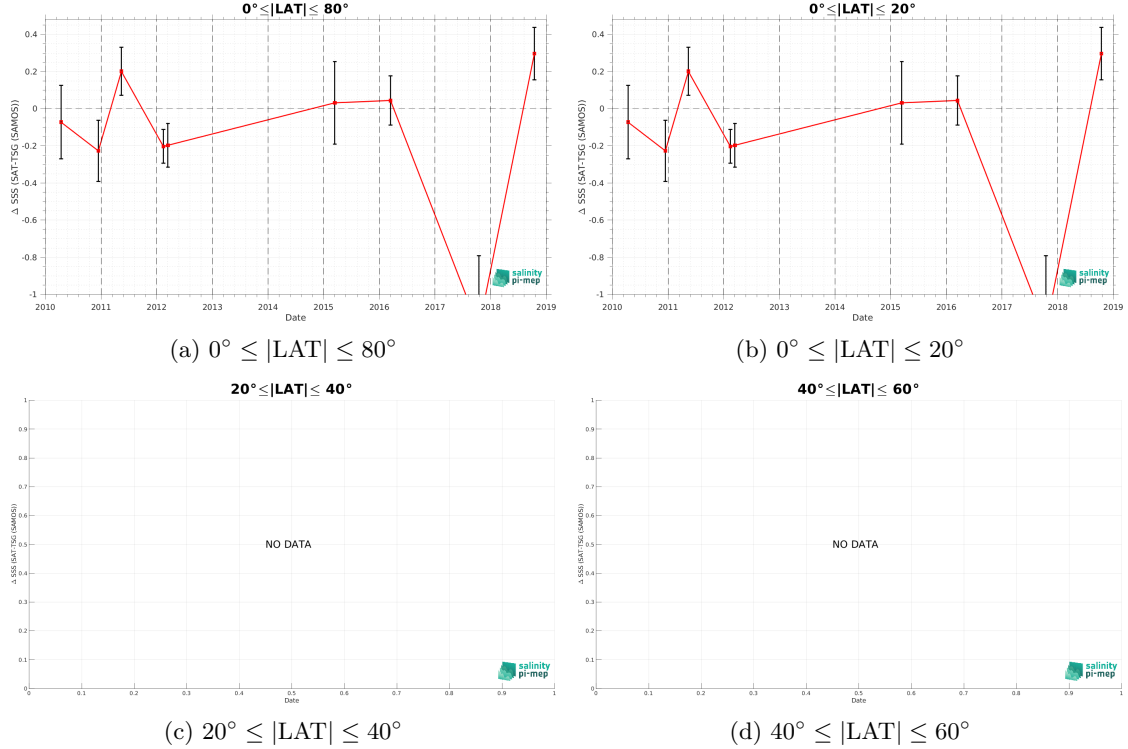 0°≤|LAT|≤ 80°
Δ SSS (SAT-TSG (SAMOS))
0.4
0.2
0
-0.2
-0.4
-0.6
-0.8
-1
2010 2011 2012 2013 2014 2015 2016 2017 2018 2019
Date
salinity
pi-mep
(a) 0° ≤ |LAT| ≤ 80°
0°≤|LAT|≤ 20°
Δ SSS (SAT-TSG (SAMOS))
0.4
0.2
0
-0.2
-0.4
-0.6
-0.8
-1
2010 2011 2012 2013 2014 2015 2016 2017 2018 2019
Date
salinity
pi-mep
(b) 0° ≤ |LAT| ≤ 20°
20°≤|LAT|≤ 40°
Δ SSS (SAT-TSG (SAMOS))
1
0.9
0.8
0.7
0.6
0.5
0.4
0.3
0.2
0.1
0
NO DATA
0 0.1 0.2 0.3 0.4 0.5 0.6 0.7 0.8 0.9 1
Date
salinity
pi-mep
(c) 20° ≤ |LAT| ≤ 40°
40°≤|LAT|≤ 60°
Δ SSS (SAT-TSG (SAMOS))
1
0.9
0.8
0.7
0.6
0.5
0.4
0.3
0.2
0.1
0
NO DATA
0 0.1 0.2 0.3 0.4 0.5 0.6 0.7 0.8 0.9 1
Date
salinity
pi-mep
(d) 40° ≤ |LAT| ≤ 60°